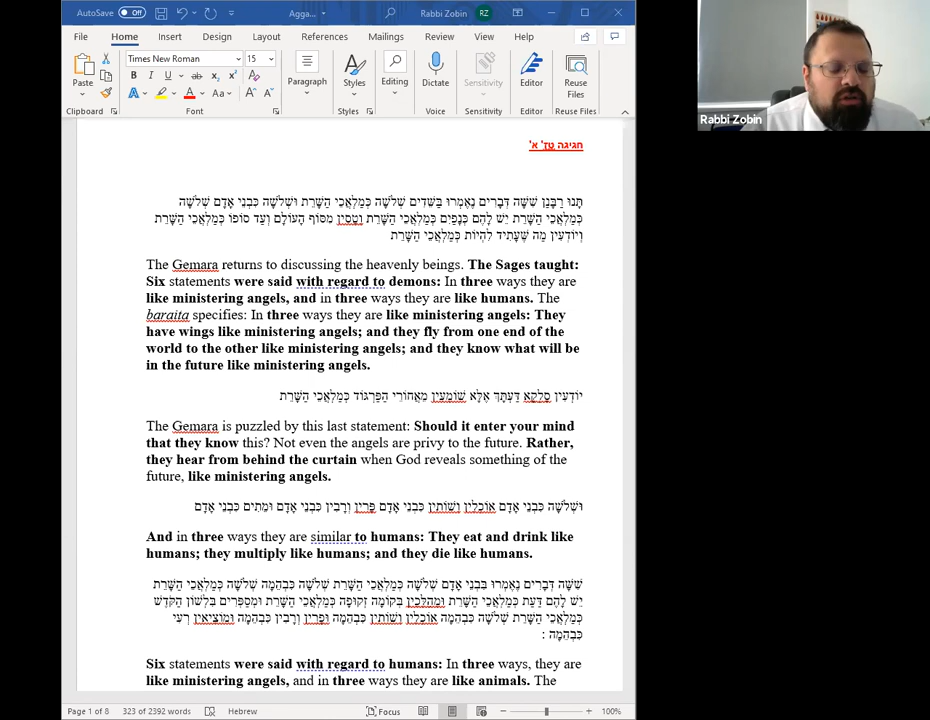 AutoSave Off Agga... Rabbi Zobin RZ
File Home Insert Design Layout References Mailings Review View Help
Times New Roman 15
Paste Paragraph Styles Editing Dictate Sensitivity Editor Reuse Files
Clipboard Font Styles Voice Sensitivity Editor Reuse Files
Rabbi Zobin
חגיגה טז' א'
תָּנוּ רַבָּנַן שִׁשָּׁה דְּבָרִים נֶאֶמְרוּ בַּשֵּׁדִים שְׁלֹשָׁה כְּמַלְאֲכֵי הַשָּׁרֵת וּשְׁלֹשָׁה כִּבְנֵי אָדָם שְׁלֹשָׁה
כְּמַלְאֲכֵי הַשָּׁרֵת יֵשׁ לָהֶם כְּנָפַיִם כְּמַלְאֲכֵי הַשָּׁרֵת וְטָסִין מִסּוֹף הָעוֹלָם וְעַד סוֹפוֹ כְּמַלְאֲכֵי הַשָּׁרֵת
וְיוֹדְעִין מַה שֶּׁעָתִיד לִהְיוֹת כְּמַלְאֲכֵי הַשָּׁרֵת
The Gemara returns to discussing the heavenly beings. The Sages taught:
Six statements were said with regard to demons: In three ways they are
like ministering angels, and in three ways they are like humans. The
baraita specifies: In three ways they are like ministering angels: They
have wings like ministering angels; and they fly from one end of the
world to the other like ministering angels; and they know what will be
in the future like ministering angels.
יוֹדְעִין סָלְקָא דַּעְתָּךְ אֶלָּא שׁוֹמְעִין מֵאֲחוֹרֵי הַפַּרְגּוֹד כְּמַלְאֲכֵי הַשָּׁרֵת
The Gemara is puzzled by this last statement: Should it enter your mind
that they know this? Not even the angels are privy to the future. Rather,
they hear from behind the curtain when God reveals something of the
future, like ministering angels.
וּשְׁלֹשָׁה כִּבְנֵי אָדָם אוֹכְלִין וְשׁוֹתִין כִּבְנֵי אָדָם פָּרִין וְרָבִין כִּבְנֵי אָדָם וּמֵתִים כִּבְנֵי אָדָם
And in three ways they are similar to humans: They eat and drink like
humans; they multiply like humans; and they die like humans.
שִׁשָּׁה דְּבָרִים נֶאֶמְרוּ בִּבְנֵי אָדָם שְׁלֹשָׁה כְּמַלְאֲכֵי הַשָּׁרֵת שְׁלֹשָׁה כִּבְהֵמָה שְׁלֹשָׁה כְּמַלְאֲכֵי הַשָּׁרֵת
יֵשׁ לָהֶם דַּעַת כְּמַלְאֲכֵי הַשָּׁרֵת וּמְהַלְּכִין בְּקוֹמָה זְקוּפָה כְּמַלְאֲכֵי הַשָּׁרֵת וּמְסַפְּרִים בִּלְשׁוֹן הַקֹּדֶשׁ
כְּמַלְאֲכֵי הַשָּׁרֵת שְׁלֹשָׁה כִּבְהֵמָה אוֹכְלִין וְשׁוֹתִין כִּבְהֵמָה וּפָרִין וְרָבִין כִּבְהֵמָה וּמוֹצִיאִין רְעִי
כִּבְהֵמָה :
Six statements were said with regard to humans: In three ways, they are
like ministering angels, and in three ways they are like animals. The
Page 1 of 8 323 of 2392 words Hebrew Focus 100%